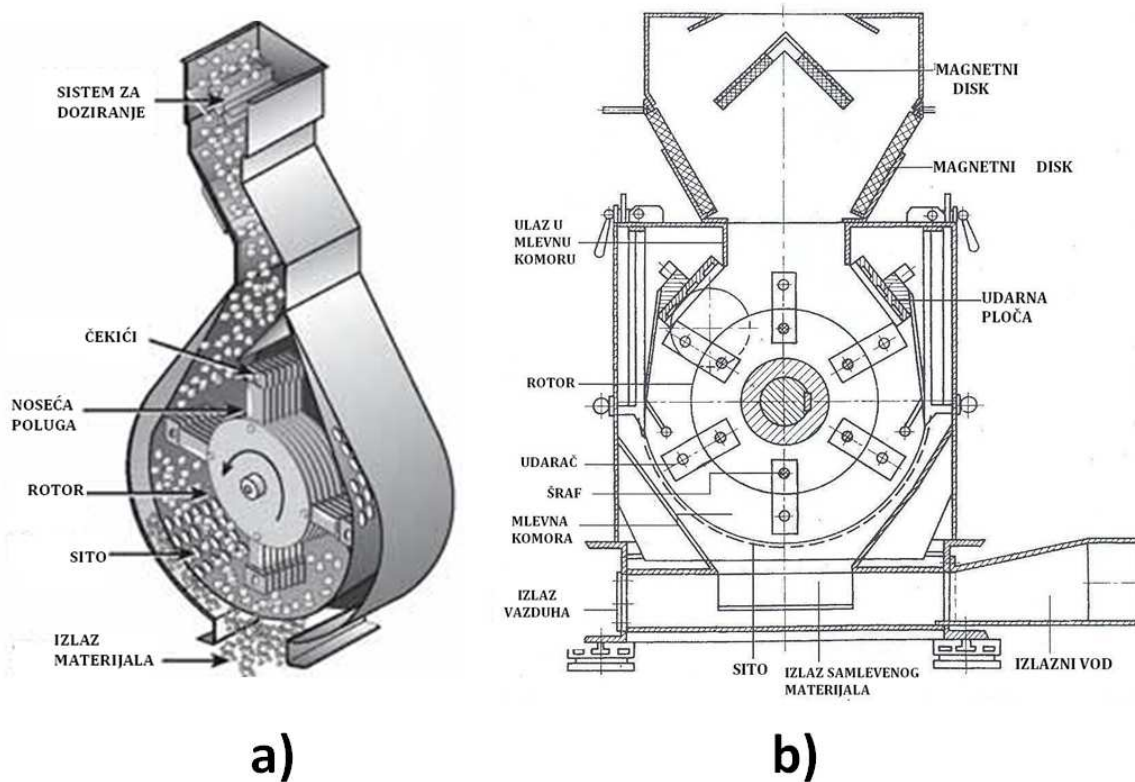 SISTEM ZA
DOZIRANJE
ČEKIĆI
NOSEĆA
POLUGA
ROTOR
SITO
IZLAZ
MATERIJALA
a)
MAGNETNI
DISK
MAGNETNI DISK
ULAZ U
MLEVNU
KOMORU
UDARNA
PLOČA
ROTOR
UDARAČ
ŠRAF
MLEVNA
KOMORA
IZLAZ
VAZDUHA
SITO
IZLAZ SAMLEVENOG
MATERIJALA
IZLAZNI VOD
b)